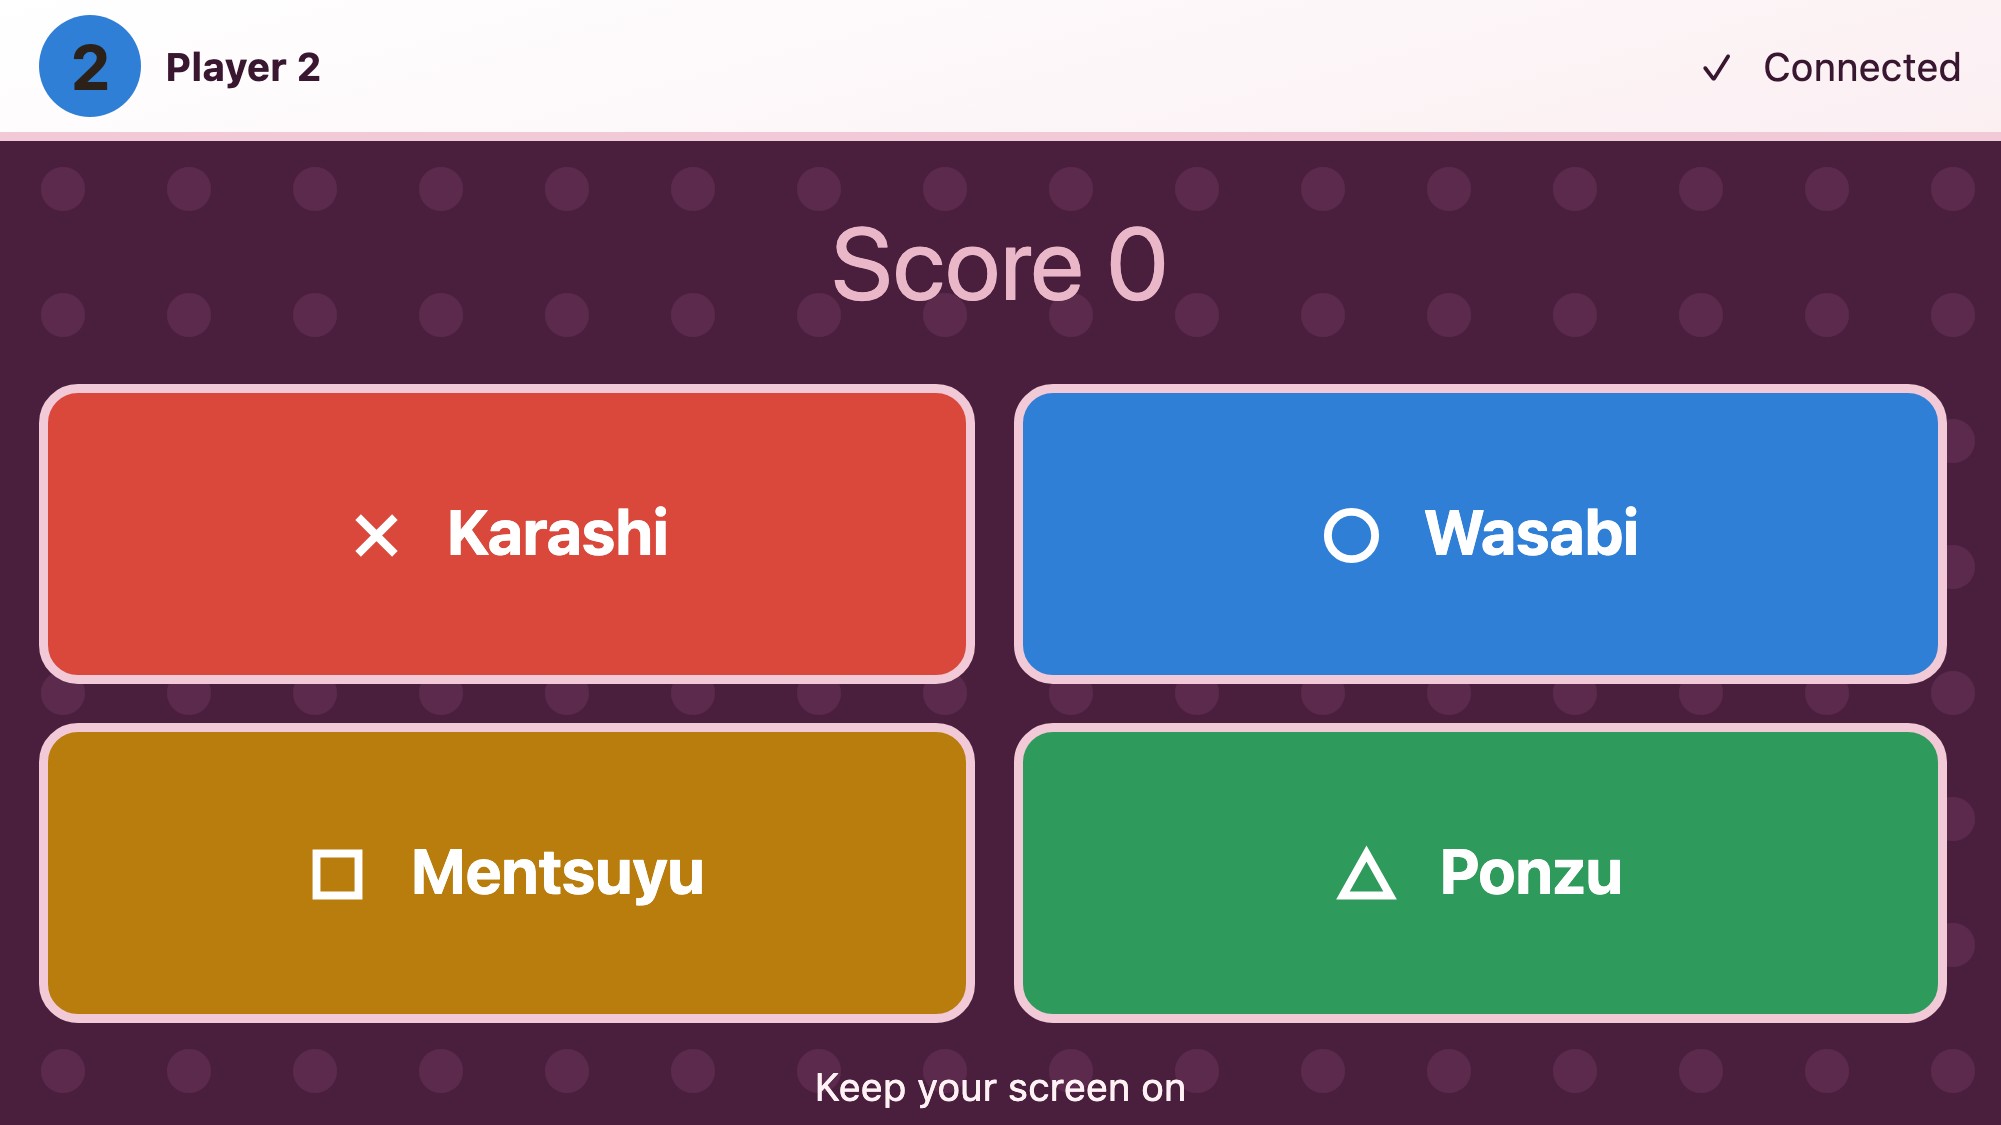 2 Player 2
✓ Connected
Score 0
Karashi
Wasabi
Mentsuyu
Ponzu
Keep your screen on